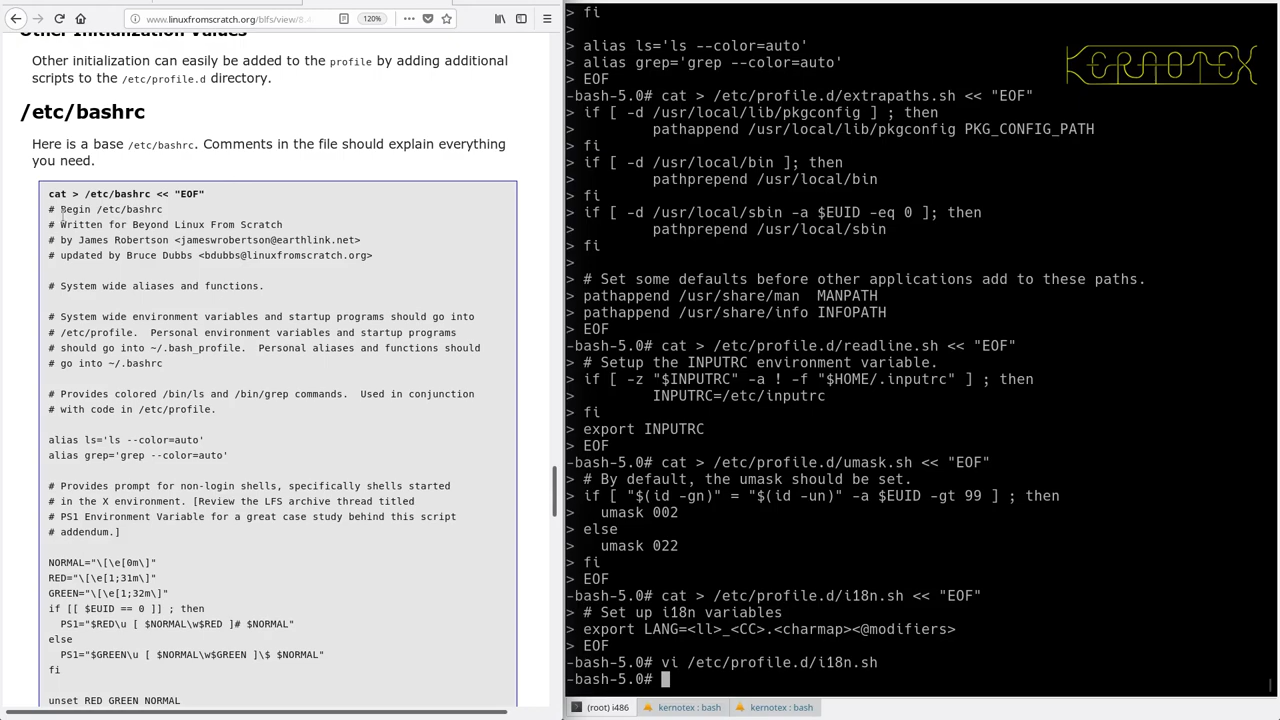 www.linuxfromscratch.org/blfs/view/8.
120%
Other Initialization Values
Other initialization can easily be added to the profile by adding additional
scripts to the /etc/profile.d directory.
/etc/bashrc
Here is a base /etc/bashrc. Comments in the file should explain everything
you need.
cat > /etc/bashrc << "EOF"
# Begin /etc/bashrc
# Written for Beyond Linux From Scratch
# by James Robertson <jameswrobertson@earthlink.net>
# updated by Bruce Dubbs <bdubbs@linuxfromscratch.org>
# System wide aliases and functions.
# System wide environment variables and startup programs should go into
# /etc/profile.  Personal environment variables and startup programs
# should go into ~/.bash_profile.  Personal aliases and functions should
# go into ~/.bashrc
# Provides colored /bin/ls and /bin/grep commands.  Used in conjunction
# with code in /etc/profile.
alias ls='ls --color=auto'
alias grep='grep --color=auto'
# Provides prompt for non-login shells, specifically shells started
# in the X environment. [Review the LFS archive thread titled
# PS1 Environment Variable for a great case study behind this script
# addendum.]
NORMAL="\[\e[0m\]"
RED="\[\e[1;31m\]"
GREEN="\[\e[1;32m\]"
if [[ $EUID == 0 ]] ; then
  PS1="$RED\u [ $NORMAL\w$RED ]# $NORMAL"
else
  PS1="$GREEN\u [ $NORMAL\w$GREEN ]\$ $NORMAL"
fi
unset RED GREEN NORMAL
> fi
>
> alias ls='ls --color=auto'
> alias grep='grep --color=auto'
> EOF
-bash-5.0# cat > /etc/profile.d/extrapaths.sh << "EOF"
> if [ -d /usr/local/lib/pkgconfig ] ; then
>         pathappend /usr/local/lib/pkgconfig PKG_CONFIG_PATH
> fi
> if [ -d /usr/local/bin ]; then
>         pathprepend /usr/local/bin
> fi
> if [ -d /usr/local/sbin -a $EUID -eq 0 ]; then
>         pathprepend /usr/local/sbin
> fi
>
> # Set some defaults before other applications add to these paths.
> pathappend /usr/share/man  MANPATH
> pathappend /usr/share/info INFOPATH
> EOF
-bash-5.0# cat > /etc/profile.d/readline.sh << "EOF"
> # Setup the INPUTRC environment variable.
> if [ -z "$INPUTRC" -a ! -f "$HOME/.inputrc" ] ; then
>         INPUTRC=/etc/inputrc
> fi
> export INPUTRC
> EOF
-bash-5.0# cat > /etc/profile.d/umask.sh << "EOF"
> # By default, the umask should be set.
> if [ "$(id -gn)" = "$(id -un)" -a $EUID -gt 99 ] ; then
>   umask 002
> else
>   umask 022
> fi
> EOF
-bash-5.0# cat > /etc/profile.d/i18n.sh << "EOF"
> # Set up i18n variables
> export LANG=<ll>_<CC>.<charmap><@modifiers>
> EOF
-bash-5.0# vi /etc/profile.d/i18n.sh
-bash-5.0#
KERNOTEX
(root) i486
kernotex : bash
kernotex : bash